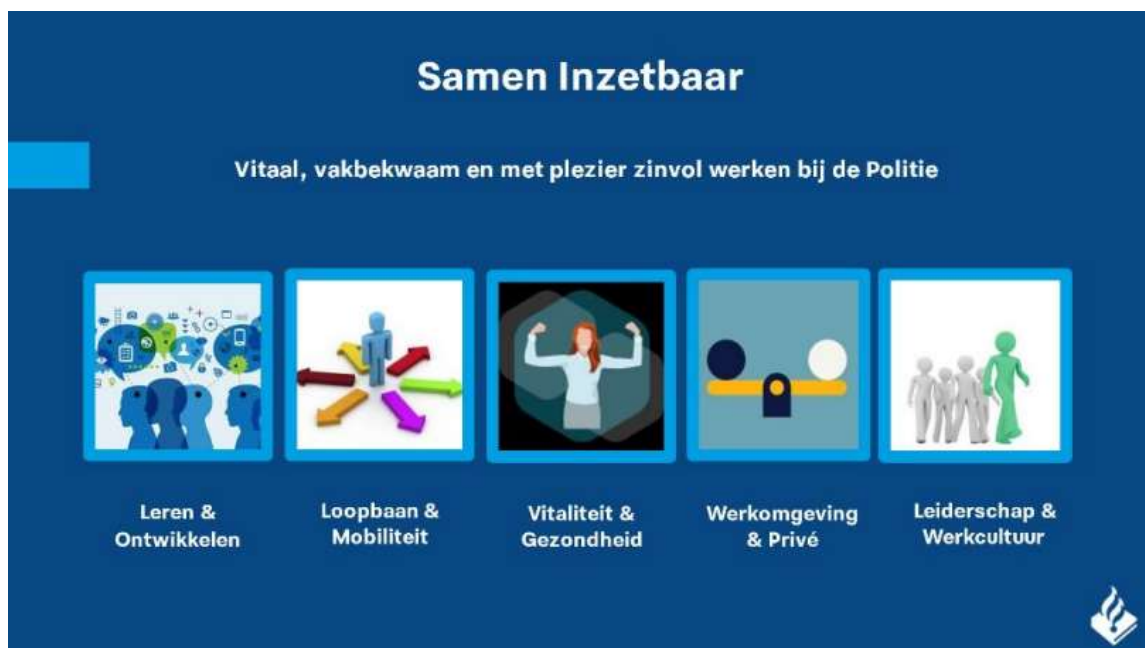 Samen Inzetbaar
Vitaal, vakbekwaam en met plezier zinvol werken bij de Politie
Leren &
Ontwikkelen
Loopbaan &
Mobiliteit
Vitaliteit &
Gezondheid
Werkomgeving
& Privé
Leiderschap &
Werkcultuur